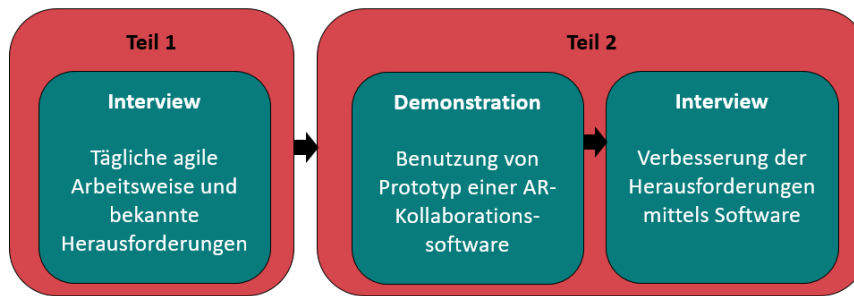 Teil 1
Interview
Tägliche agile
Arbeitsweise und
bekannte
Herausforderungen
Teil 2
Demonstration
Benutzung von
Prototyp einer AR-
Kollaborations-
software
Interview
Verbesserung der
Herausforderungen
mittels Software